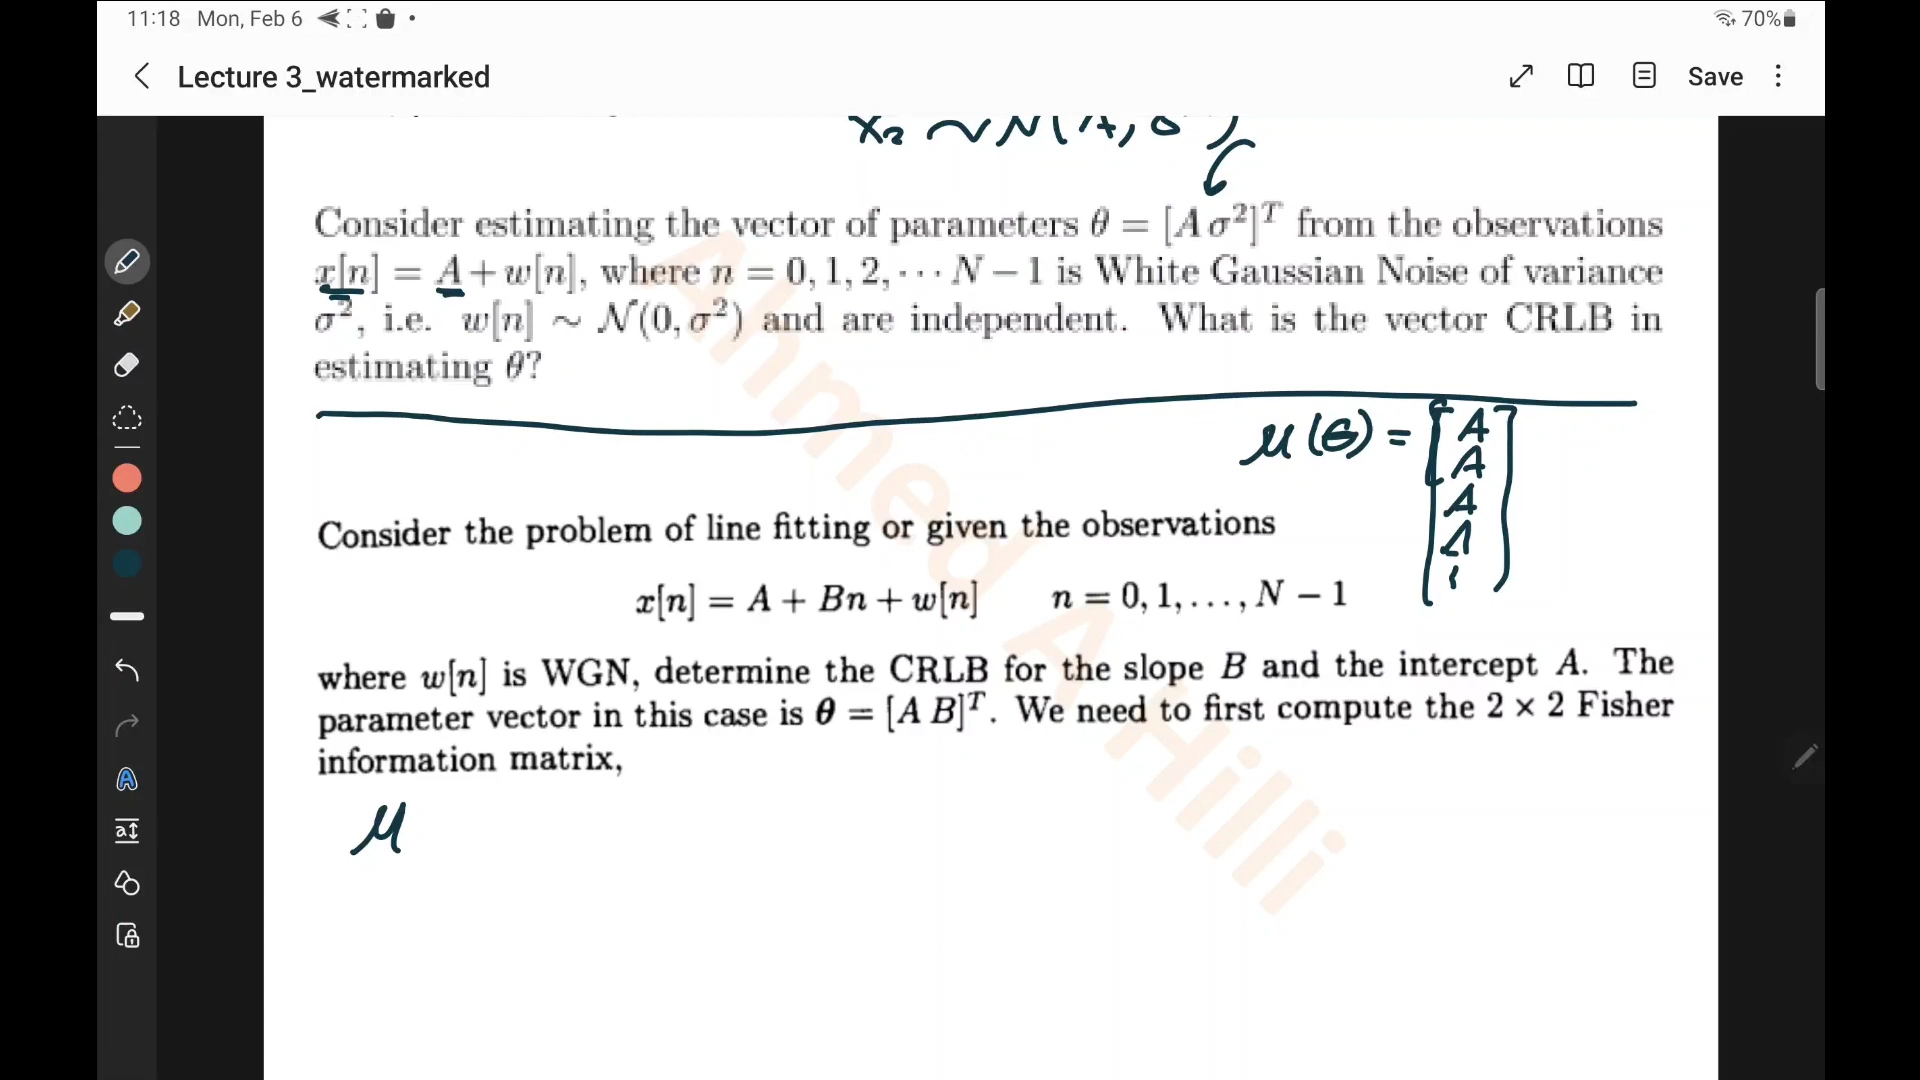 11:18 Mon, Feb 6
70%
Lecture 3_watermarked
Save
Consider estimating the vector of parameters θ = [A σ²]ᵀ from the observations
x[n] = A + w[n], where n = 0, 1, 2, ⋯ N − 1 is White Gaussian Noise of variance
σ², i.e. w[n] ~ 𝒩(0, σ²) and are independent. What is the vector CRLB in
estimating θ?
μ(θ) = [A
A
A
A
Consider the problem of line fitting or given the observations
x[n] = A + Bn + w[n] n = 0, 1, …, N − 1
where w[n] is WGN, determine the CRLB for the slope B and the intercept A. The
parameter vector in this case is θ = [A B]ᵀ. We need to first compute the 2 × 2 Fisher
information matrix,
μ
Ahmed A Hilli